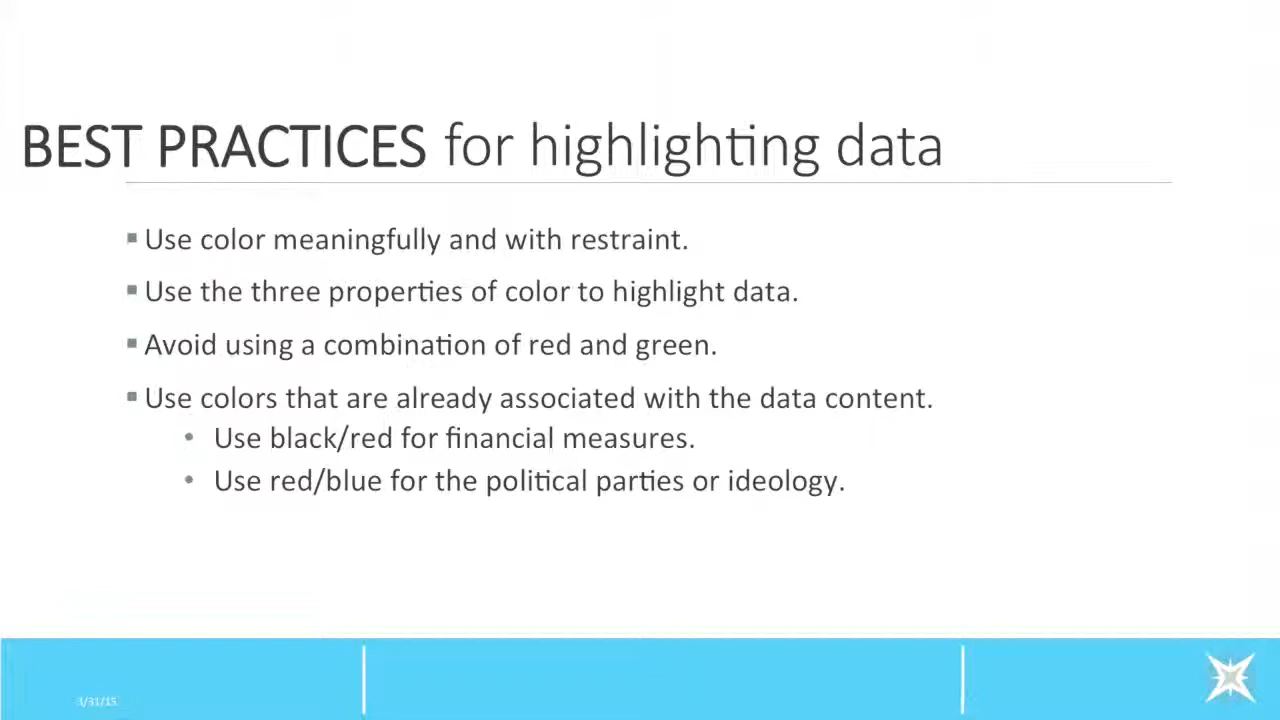 BEST PRACTICES for highlighting data
▪ Use color meaningfully and with restraint.
▪ Use the three properties of color to highlight data.
▪ Avoid using a combination of red and green.
▪ Use colors that are already associated with the data content.
• Use black/red for financial measures.
• Use red/blue for the political parties or ideology.
3/31/15